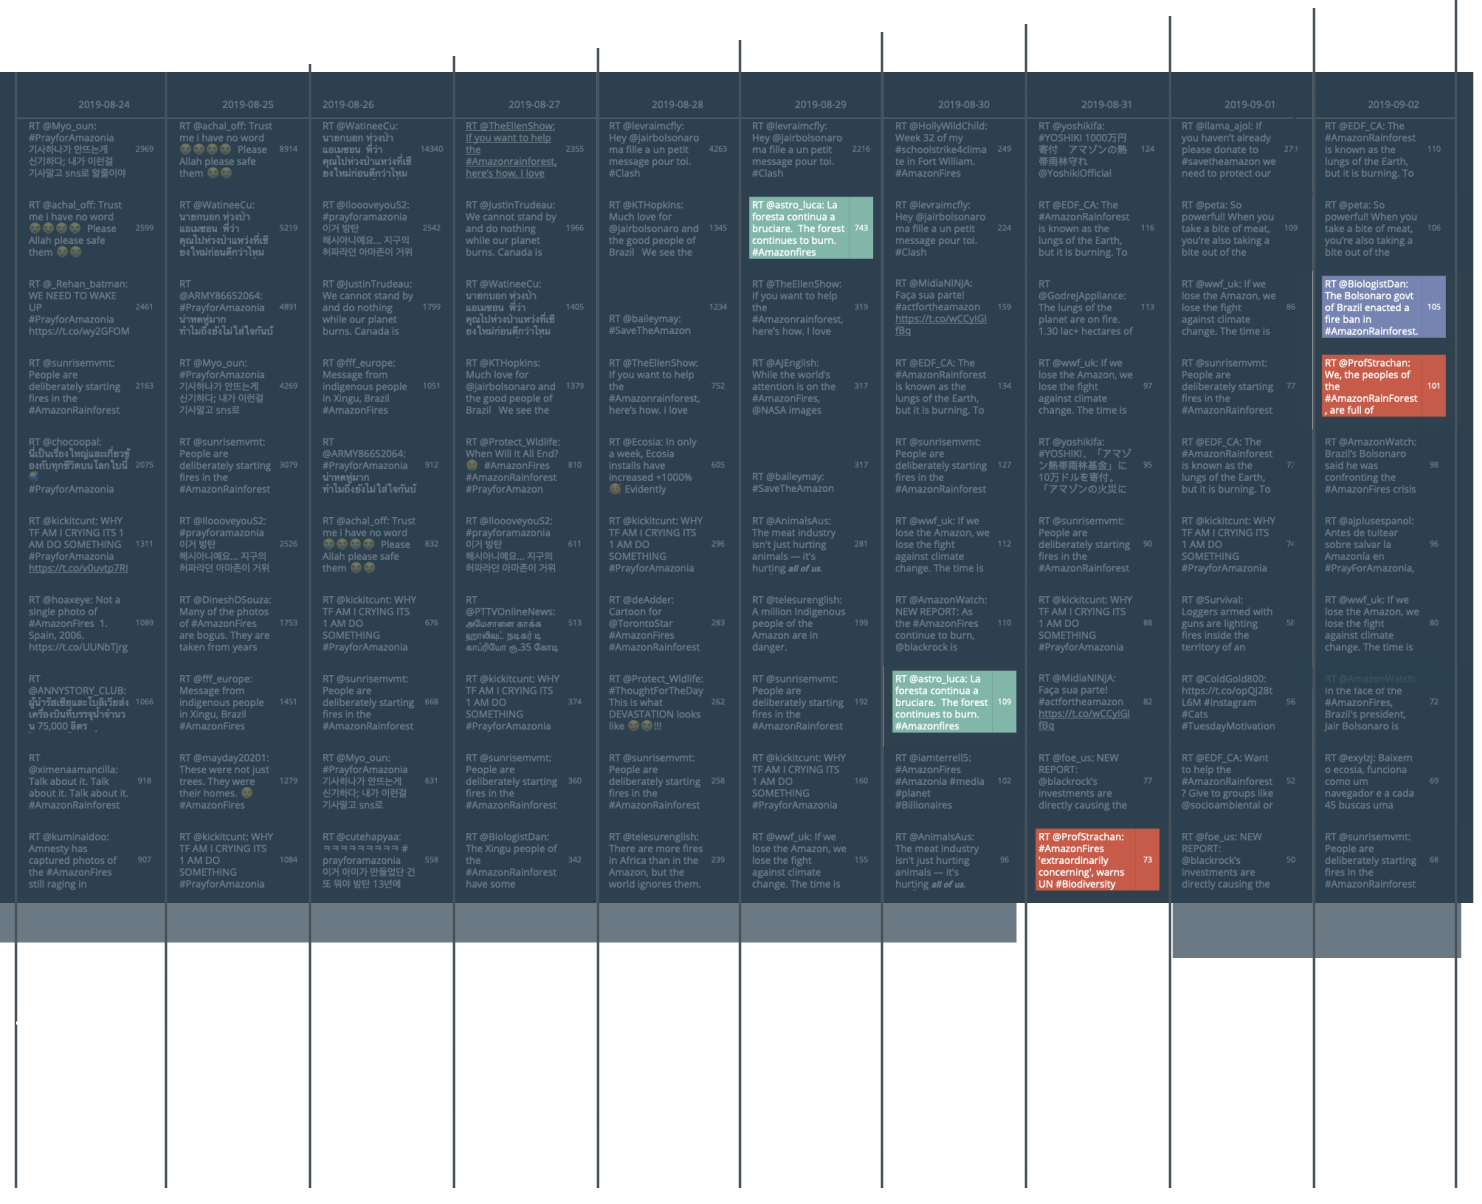 2019-08-24
RT @Myo_oun:
#PrayforAmazonia
기사하나가 안뜨는게 2969
신기하다; 내가 이런걸
기사말고 sns로 알줄이야
RT @achal_off: Trust
me i have no word
😭😭😭😭 Please 2599
Allah please safe
them 😭😭
RT @_Rehan_batman:
WE NEED TO WAKE
UP 2461
#PrayforAmazonia
https://t.co/wy2GFOM
RT @sunrisemvmt:
People are
deliberately starting 2163
fires in the
#AmazonRainforest
RT @chocoopal:
นี่เป็นเรื่องใหญ่และเกี่ยวข้
องกับทุกชีวิตบนโลกใบนี้ 2075
#PrayforAmazonia
RT @kickitcunt: WHY
TF AM I CRYING ITS 1
AM DO SOMETHING 1311
#PrayforAmazonia
https://t.co/v0uvtp7RI
RT @hoaxeye: Not a
single photo of
#AmazonFires 1. 1089
Spain, 2006.
https://t.co/UUNbTjrg
RT
@ANNYSTORY_CLUB:
ผู้นำรัสเซียและโบลิเวียส่ง 1066
เครื่องบินที่บรรจุน้ำจำนว
น 75,000 ลิตร
RT
@ximenaamancilla:
Talk about it. Talk 918
about it. Talk about it.
#AmazonRainforest
RT @kuminaidoo:
Amnesty has
captured photos of 907
the #AmazonFires
still raging in
2019-08-25
RT @achal_off: Trust
me i have no word
😭😭😭😭 Please 8914
Allah please safe
them 😭😭
RT @WatineeCu:
นายกบอก ห่วงป่า
แอมะซอน พี่ว่า 5219
คุณไปห่วงป่าแหว่งที่เชี
ยงใหม่ก่อนดีกว่าไหม
RT
@ARMY86652064:
#PrayforAmazonia 4891
น่าหดหู่มาก
ทำไมถึงยังไม่ใส่ใจกันบ้
RT @Myo_oun:
#PrayforAmazonia
기사하나가 안뜨는게 4269
신기하다; 내가 이런걸
기사말고 sns로
RT @sunrisemvmt:
People are
deliberately starting 3079
fires in the
#AmazonRainforest
RT @IloooveyouS2:
#prayforamazonia
이거 방탄 2526
해시아니예요... 지구의
허파라던 아마존이 거위
RT @DineshDSouza:
Many of the photos
of #AmazonFires 1753
are bogus. They are
taken from years
RT @fff_europe:
Message from
indigenous people 1451
in Xingu, Brazil
#AmazonFires
RT @mayday20201:
These were not just
trees. They were 1279
their homes. 😢
#AmazonFires
RT @kickitcunt: WHY
TF AM I CRYING ITS
1 AM DO 1084
SOMETHING
#PrayforAmazonia
2019-08-26
RT @WatineeCu:
นายกบอก ห่วงป่า
แอมะซอน พี่ว่า 14340
คุณไปห่วงป่าแหว่งที่เชี
ยงใหม่ก่อนดีกว่าไหม
RT @IloooveyouS2:
#prayforamazonia
이거 방탄 2542
해시아니예요... 지구의
허파라던 아마존이 거위
RT @JustinTrudeau:
We cannot stand by
and do nothing 1799
while our planet
burns. Canada is
RT @fff_europe:
Message from
indigenous people 1051
in Xingu, Brazil
#AmazonFires
RT
@ARMY86652064:
#PrayforAmazonia 912
น่าหดหู่มาก
ทำไมถึงยังไม่ใส่ใจกันบ้
RT @achal_off: Trust
me i have no word
😭😭😭😭 Please 832
Allah please safe
them 😭😭
RT @kickitcunt: WHY
TF AM I CRYING ITS
1 AM DO 676
SOMETHING
#PrayforAmazonia
RT @sunrisemvmt:
People are
deliberately starting 668
fires in the
#AmazonRainforest
RT @Myo_oun:
#PrayforAmazonia
기사하나가 안뜨는게 631
신기하다; 내가 이런걸
기사말고 sns로
RT @cutehapyaa:
ㅋㅋㅋㅋㅋㅋㅋㅋㅋ #
prayforamazonia 558
이거 아미가 만들었단 건
또 뭐야 방탄 13년에
2019-08-27
RT @TheEllenShow:
If you want to help
the 2355
#Amazonrainforest,
here's how. I love
RT @JustinTrudeau:
We cannot stand by
and do nothing 1966
while our planet
burns. Canada is
RT @WatineeCu:
นายกบอก ห่วงป่า
แอมะซอน พี่ว่า 1405
คุณไปห่วงป่าแหว่งที่เชี
ยงใหม่ก่อนดีกว่าไหม
RT @KTHopkins:
Much love for
@jairbolsonaro and 1379
the good people of
Brazil We see the
RT @Protect_Wldlife:
When Will It All End?
😢 #AmazonFires 810
#AmazonRainforest
#PrayforAmazon
RT @IloooveyouS2:
#prayforamazonia
이거 방탄 611
해시아니예요... 지구의
허파라던 아마존이 거위
RT
@PTTVOnlineNews:
அமேசானை காக்க 513
ஹாலிவுட் நடிகர் டி
காப்ரியோ ரூ.35 கோடி
RT @kickitcunt: WHY
TF AM I CRYING ITS
1 AM DO 374
SOMETHING
#PrayforAmazonia
RT @sunrisemvmt:
People are
deliberately starting 360
fires in the
#AmazonRainforest
RT @BiologistDan:
The Xingu people of
the 342
#AmazonRainforest
have some
2019-08-28
RT @levraimcfly:
Hey @jairbolsonaro
ma fille a un petit 4263
message pour toi.
#Clash
RT @KTHopkins:
Much love for
@jairbolsonaro and 1345
the good people of
Brazil We see the
1234
RT @baileymay:
#SaveTheAmazon
RT @TheEllenShow:
If you want to help
the 752
#Amazonrainforest,
here's how. I love
RT @Ecosia: In only
a week, Ecosia
installs have 605
increased +1000%
Evidently
RT @kickitcunt: WHY
TF AM I CRYING ITS
1 AM DO 296
SOMETHING
#PrayforAmazonia
RT @deAdder:
Cartoon for
@TorontoStar 283
#AmazonFires
#AmazonRainforest
RT @Protect_Wldlife:
#ThoughtForTheDay
This is what 262
DEVASTATION looks
like 😢😢!!!
RT @sunrisemvmt:
People are
deliberately starting 258
fires in the
#AmazonRainforest
RT @telesurenglish:
There are more fires
in Africa than in the 239
Amazon, but the
world ignores them.
2019-08-29
RT @levraimcfly:
Hey @jairbolsonaro
ma fille a un petit 2216
message pour toi.
#Clash
RT @astro_luca: La
foresta continua a
bruciare. The forest 743
continues to burn.
#Amazonfires
RT @TheEllenShow:
If you want to help
the 319
#Amazonrainforest,
here's how. I love
RT @AJEnglish:
While the world's
attention is on the 317
#AmazonFires,
@NASA images
317
RT @baileymay:
#SaveTheAmazon
RT @AnimalsAus:
The meat industry
isn't just hurting 281
animals — it's
hurting all of us.
RT @telesurenglish:
A million Indigenous
people of the 199
Amazon are in
danger.
RT @sunrisemvmt:
People are
deliberately starting 192
fires in the
#AmazonRainforest
RT @kickitcunt: WHY
TF AM I CRYING ITS
1 AM DO 160
SOMETHING
#PrayforAmazonia
RT @wwf_uk: If we
lose the Amazon, we
lose the fight 155
against climate
change. The time is
2019-08-30
RT @HollyWildChild:
Week 32 of my
#schoolstrike4clima 249
te in Fort William.
#AmazonFires
RT @levraimcfly:
Hey @jairbolsonaro
ma fille a un petit 224
message pour toi.
#Clash
RT @MidiaNINJA:
Faça sua parte!
#actfortheamazon 159
https://t.co/wCCylGl
fBq
RT @EDF_CA: The
#AmazonRainforest
is known as the 134
lungs of the Earth,
but it is burning. To
RT @sunrisemvmt:
People are
deliberately starting 127
fires in the
#AmazonRainforest
RT @wwf_uk: If we
lose the Amazon, we
lose the fight 112
against climate
change. The time is
RT @AmazonWatch:
NEW REPORT: As
the #AmazonFires 110
continue to burn,
@blackrock is
RT @astro_luca: La
foresta continua a
bruciare. The forest 109
continues to burn.
#Amazonfires
RT @iamterrell5:
#AmazonFires
#Amazonia #media 102
#planet
#Billionaires
RT @AnimalsAus:
The meat industry
isn't just hurting 96
animals — it's
hurting all of us.
2019-08-31
RT @yoshikifa:
#YOSHIKI 1000万円
寄付 アマゾンの熱 124
帯雨林守れ
@YoshikiOfficial
RT @EDF_CA: The
#AmazonRainforest
is known as the 116
lungs of the Earth,
but it is burning. To
RT
@GodrejAppliance:
The lungs of the 113
planet are on fire.
1.30 lac+ hectares of
RT @wwf_uk: If we
lose the Amazon, we
lose the fight 97
against climate
change. The time is
RT @yoshikifa:
#YOSHIKI、「アマゾ
ン熱帯雨林基金」に 95
10万ドルを寄付。
「アマゾンの火災に
RT @sunrisemvmt:
People are
deliberately starting 90
fires in the
#AmazonRainforest
RT @kickitcunt: WHY
TF AM I CRYING ITS
1 AM DO 88
SOMETHING
#PrayforAmazonia
RT @MidiaNINJA:
Faça sua parte!
#actfortheamazon 82
https://t.co/wCCylGl
fBq
RT @foe_us: NEW
REPORT:
@blackrock's 77
investments are
directly causing the
RT @ProfStrachan:
#AmazonFires
'extraordinarily 73
concerning', warns
UN #Biodiversity
2019-09-01
RT @llama_ajol: If
you haven't already
please donate to
#savetheamazon we
need to protect our
RT @peta: So
powerful! When you
take a bite of meat, 109
you're also taking a
bite out of the
RT @wwf_uk: If we
lose the Amazon, we
lose the fight 86
against climate
change. The time is
RT @sunrisemvmt:
People are
deliberately starting 77
fires in the
#AmazonRainforest
RT @EDF_CA: The
#AmazonRainforest
is known as the 77
lungs of the Earth,
but it is burning. To
RT @kickitcunt: WHY
TF AM I CRYING ITS
1 AM DO 74
SOMETHING
#PrayforAmazonia
RT @Survival:
Loggers armed with
guns are lighting 58
fires inside the
territory of an
RT @ColdGold800:
https://t.co/opQJ28t
L6M #Instagram 56
#Cats
#TuesdayMotivation
RT @EDF_CA: Want
to help the
#AmazonRainforest 52
? Give to groups like
@socioambiental or
RT @foe_us: NEW
REPORT:
@blackrock's 50
investments are
directly causing the
2019-09-02
RT @EDF_CA: The
#AmazonRainforest
is known as the 110
lungs of the Earth,
but it is burning. To
RT @peta: So
powerful! When you
take a bite of meat, 106
you're also taking a
bite out of the
RT @BiologistDan:
The Bolsonaro govt
of Brazil enacted a 105
fire ban in
#AmazonRainforest.
RT @ProfStrachan:
We, the peoples of
the 101
#AmazonRainForest
, are full of
RT @AmazonWatch:
Brazil's Bolsonaro
said he was 98
confronting the
#AmazonFires crisis
RT @ajplusespanol:
Antes de tuitear
sobre salvar la 96
Amazonía en
#PrayForAmazonia,
RT @wwf_uk: If we
lose the Amazon, we
lose the fight 80
against climate
change. The time is
RT @AmazonWatch:
In the face of the
#AmazonFires, 72
Brazil's president,
Jair Bolsonaro is
RT @exylzj: Baixem
o ecosia, funciona
como um 69
navegador e a cada
45 buscas uma
RT @sunrisemvmt:
People are
deliberately starting 68
fires in the
#AmazonRainforest